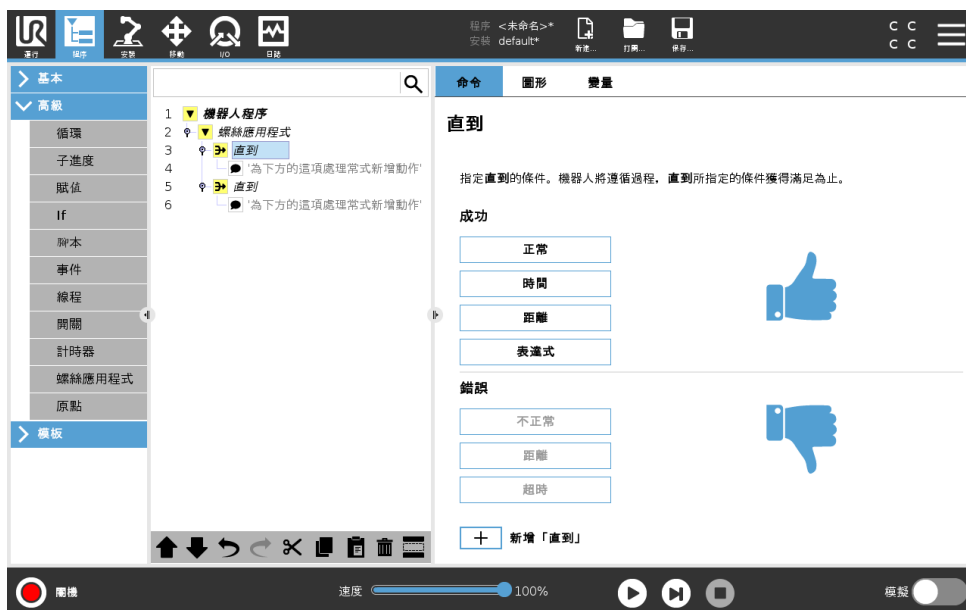 UR
運行
程序
安裝
移動
I/O
日誌
程序 <未命名>*
安裝 default*
新建...
打開...
保存...
C C
C C
基本
高級
循環
子進度
賦值
If
腳本
事件
線程
開關
計時器
螺絲應用程式
原點
模板
1 機器人程序
2 螺絲應用程式
3 直到
4 '為下方的這項處理常式新增動作'
5 直到
6 '為下方的這項處理常式新增動作'
命令 圖形 變量
直到
指定直到的條件。機器人將遵循過程，直到所指定的條件獲得滿足為止。
成功
正常
時間
距離
表達式
錯誤
不正常
距離
超時
新增「直到」
關機
速度 100%
模擬